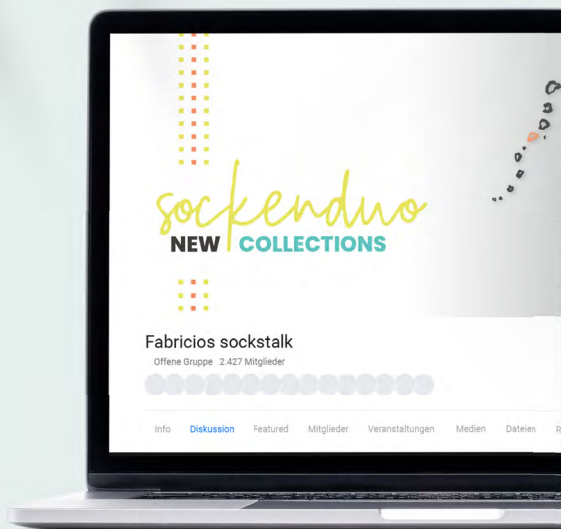 sockenduo
NEW COLLECTIONS
Fabricios sockstalk
Offene Gruppe 2.427 Mitglieder
Info Diskussion Featured Mitglieder Veranstaltungen Medien Dateien